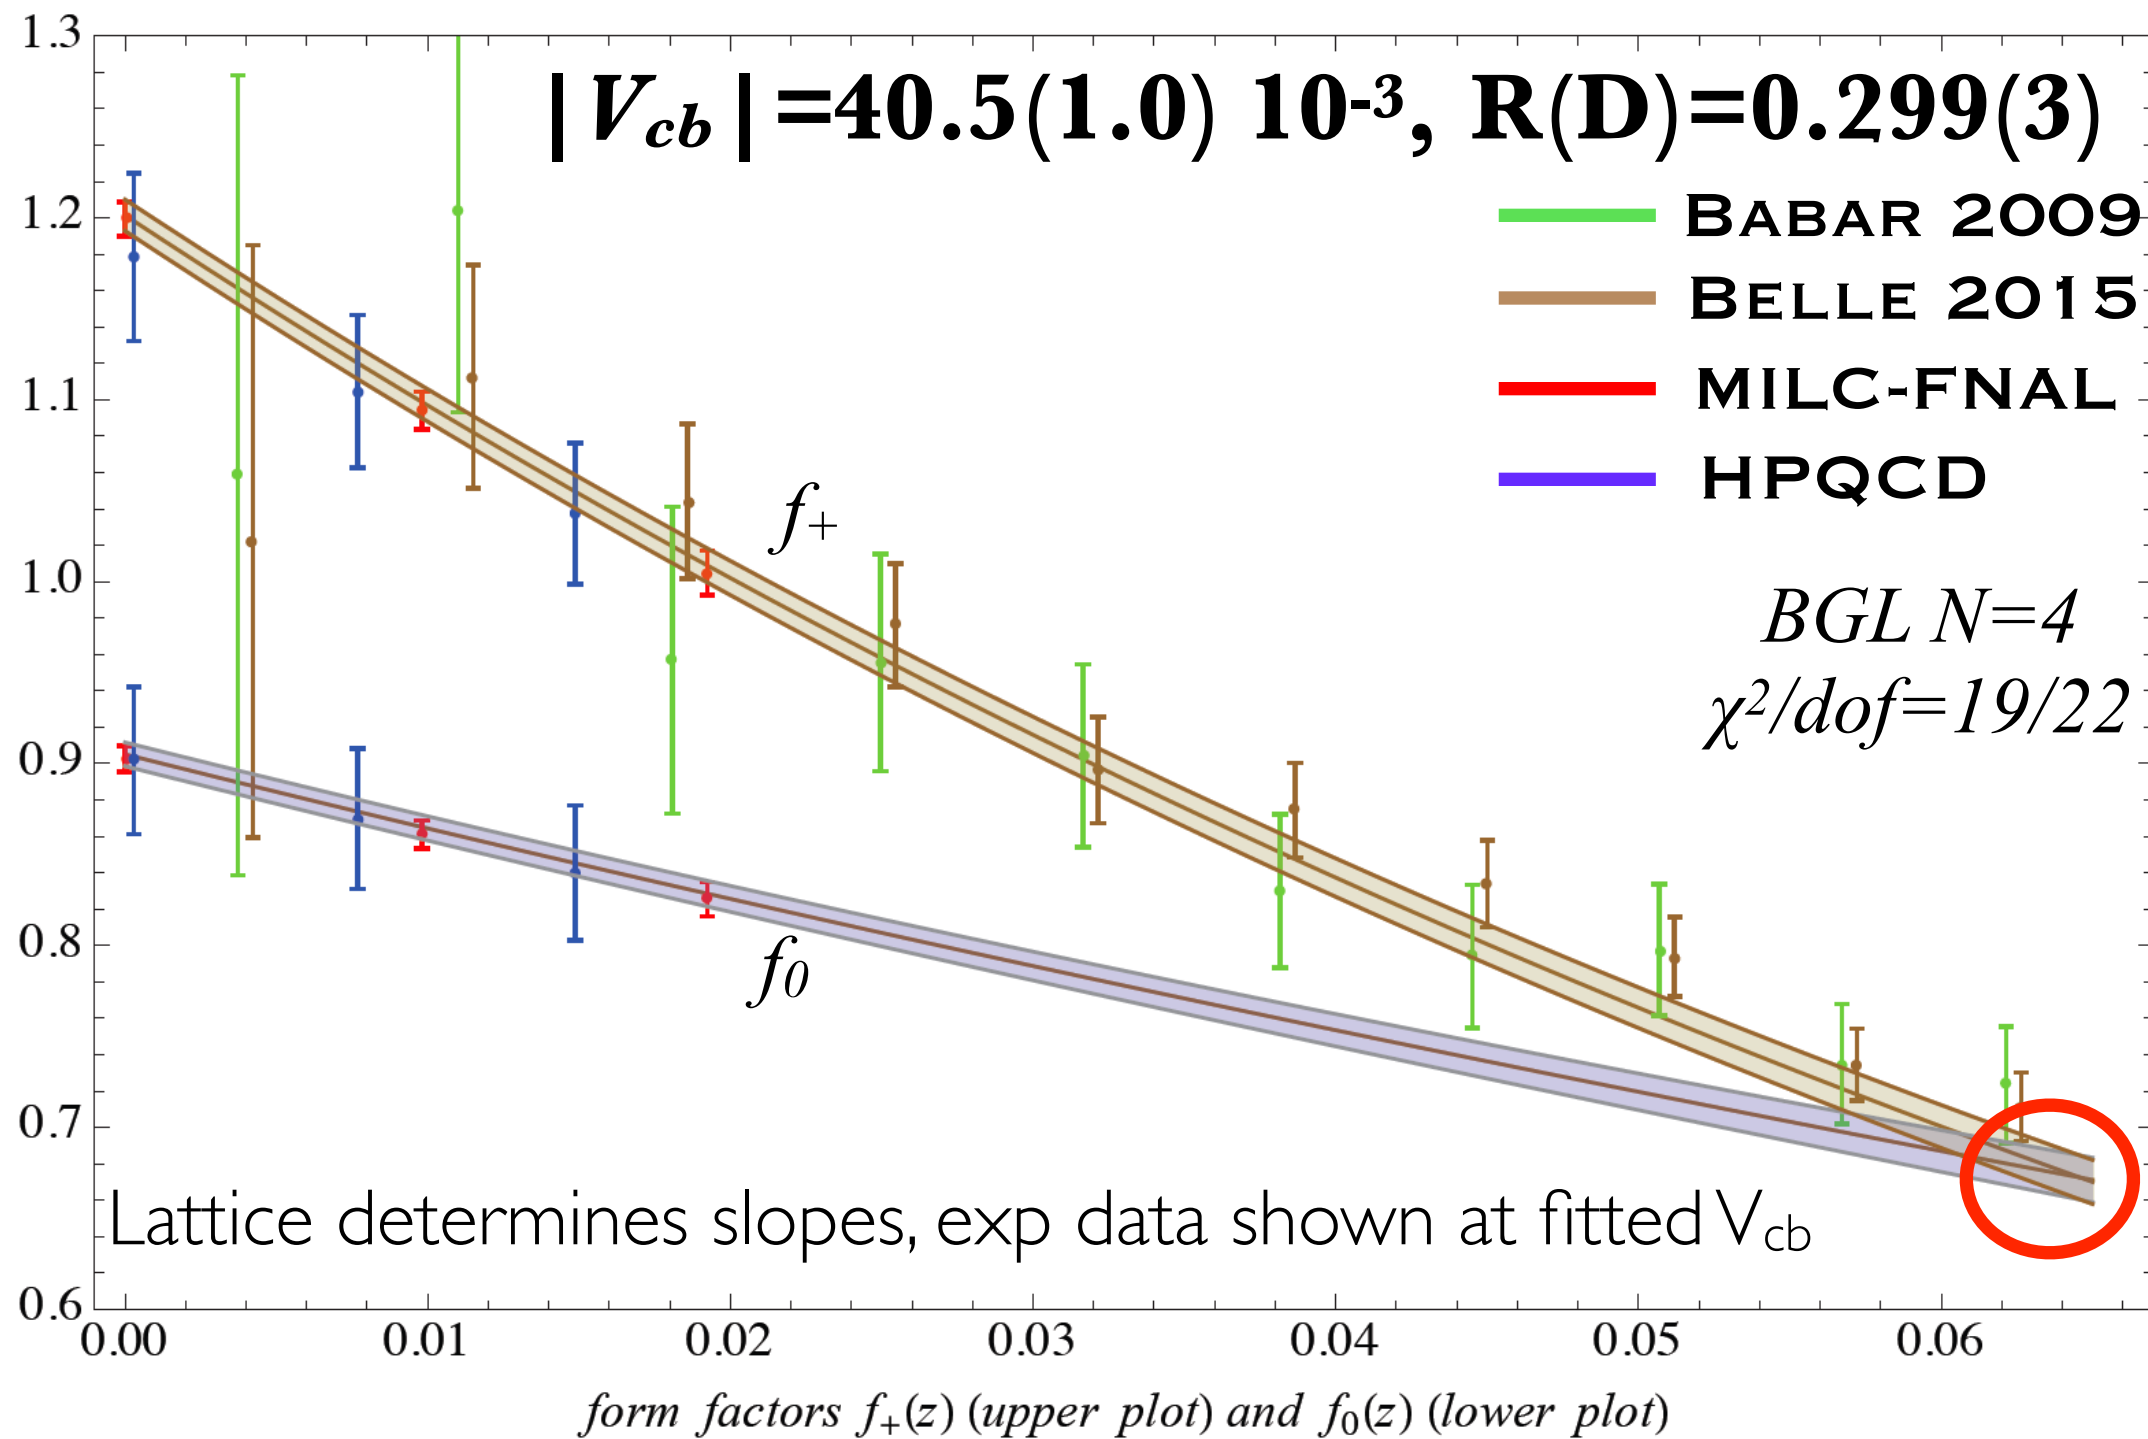 |Vcb|=40.5(1.0) 10-3, R(D)=0.299(3)
BABAR 2009
BELLE 2015
MILC-FNAL
HPQCD
BGL N=4
χ2/dof=19/22
f+
f0
Lattice determines slopes, exp data shown at fitted Vcb
1.3
1.2
1.1
1.0
0.9
0.8
0.7
0.6
0.00 0.01 0.02 0.03 0.04 0.05 0.06
form factors f+(z) (upper plot) and f0(z) (lower plot)